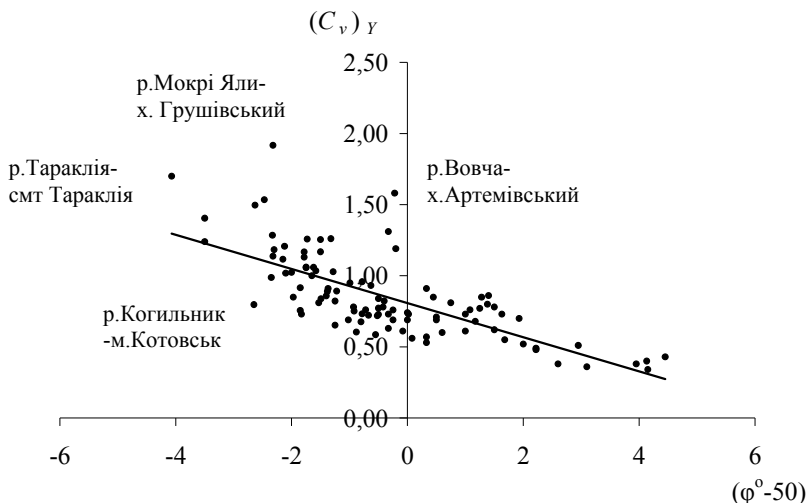 (C v) Y
2,50
р.Мокрі Яли-
х. Грушівський
2,00
р.Тараклія-
смт Тараклія
р.Вовча-
х.Артемівський
1,50
1,00
р.Когильник
-м.Котовськ
0,50
0,00
-6 -4 -2 0 2 4 6
(φº-50)